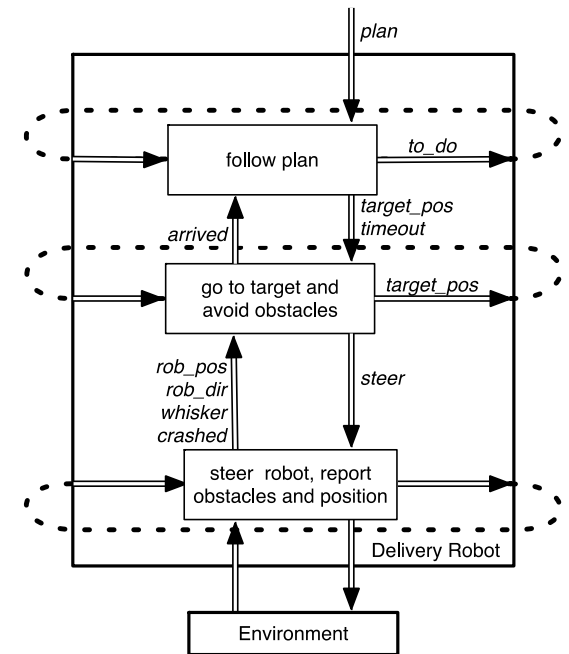 plan
follow plan
to_do
arrived
target_pos
timeout
go to target and
avoid obstacles
target_pos
rob_pos
rob_dir
whisker
crashed
steer
steer robot, report
obstacles and position
Delivery Robot
Environment